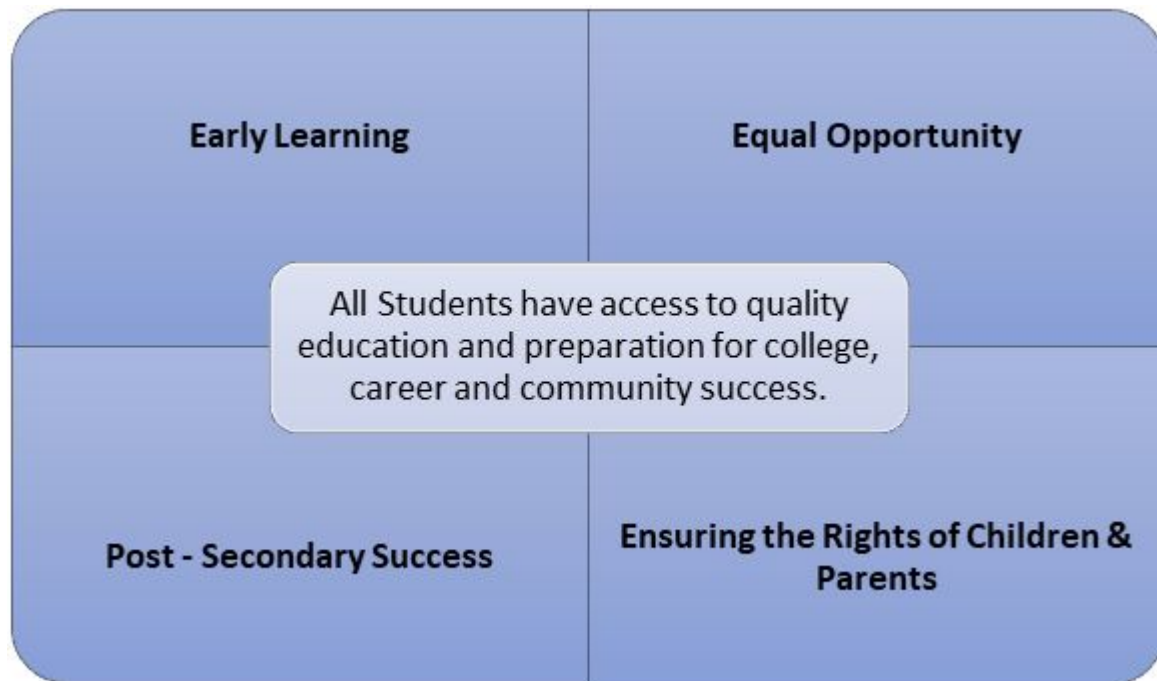 Early Learning
Equal Opportunity
All Students have access to quality
education and preparation for college,
career and community success.
Post - Secondary Success
Ensuring the Rights of Children &
Parents